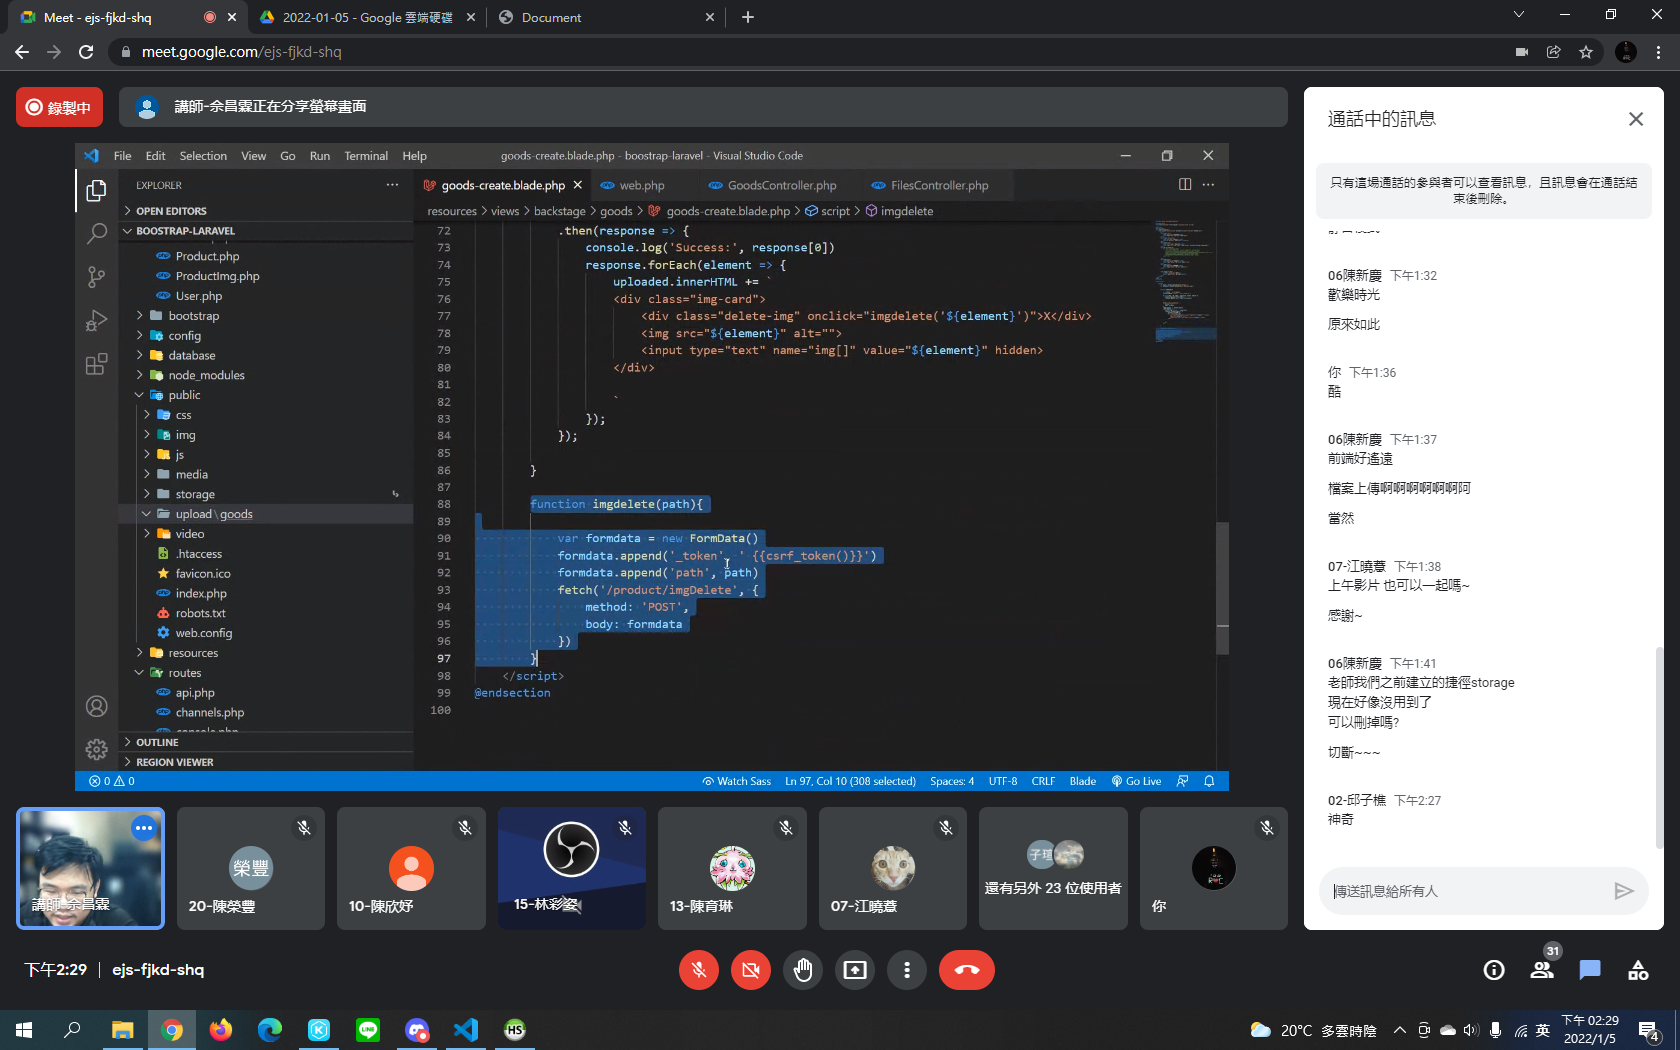 Meet - ejs-fjkd-shq
2022-01-05 - Google 雲端硬碟
Document
meet.google.com/ejs-fjkd-shq
錄製中
講師-余昌霖正在分享螢幕畫面
File Edit Selection View Go Run Terminal Help
goods-create.blade.php - boostrap-laravel - Visual Studio Code
EXPLORER
OPEN EDITORS
BOOSTRAP-LARAVEL
Product.php
ProductImg.php
User.php
bootstrap
config
database
node_modules
public
css
img
js
media
storage
upload \ goods
video
.htaccess
favicon.ico
index.php
robots.txt
web.config
resources
routes
api.php
channels.php
console.php
OUTLINE
REGION VIEWER
goods-create.blade.php
web.php
GoodsController.php
FilesController.php
resources > views > backstage > goods > goods-create.blade.php > script > imgdelete
72 .then(response => {
73 console.log('Success:', response[0])
74 response.forEach(element => {
75 uploaded.innerHTML += `
76 <div class="img-card">
77 <div class="delete-img" onclick="imgdelete('${element}')">X</div>
78 <img src="${element}" alt="">
79 <input type="text" name="img[]" value="${element}" hidden>
80 </div>
81
82 `
83 });
84 });
85
86 }
87
88 function imgdelete(path){
89
90 var formdata = new FormData()
91 formdata.append('_token', ' {{csrf_token()}}')
92 formdata.append('path', path)
93 fetch('/product/imgDelete', {
94 method: 'POST',
95 body: formdata
96 })
97 }
98 </script>
99 @endsection
100
0 0
Watch Sass
Ln 97, Col 10 (308 selected)
Spaces: 4
UTF-8
CRLF
Blade
Go Live
通話中的訊息
只有這場通話的參與者可以查看訊息，且訊息會在通話結
束後刪除。
06陳新慶 下午1:32
歡樂時光
原來如此
你 下午1:36
酷
06陳新慶 下午1:37
前端好遙遠
檔案上傳啊啊啊啊啊啊阿
當然
07-江曉薏 下午1:38
上午影片 也可以一起嗎~
感謝~
06陳新慶 下午1:41
老師我們之前建立的捷徑storage
現在好像沒用到了
可以刪掉嗎?
切斷~~~
02-邱子樵 下午2:27
神奇
傳送訊息給所有人
講師-余昌霖
榮豐
20-陳榮豐
10-陳欣妤
15-林彩姿
13-陳育琳
07-江曉薏
子瑄
還有另外 23 位使用者
你
下午2:29 | ejs-fjkd-shq
31
20°C 多雲時陰
英
下午 02:29
2022/1/5
4